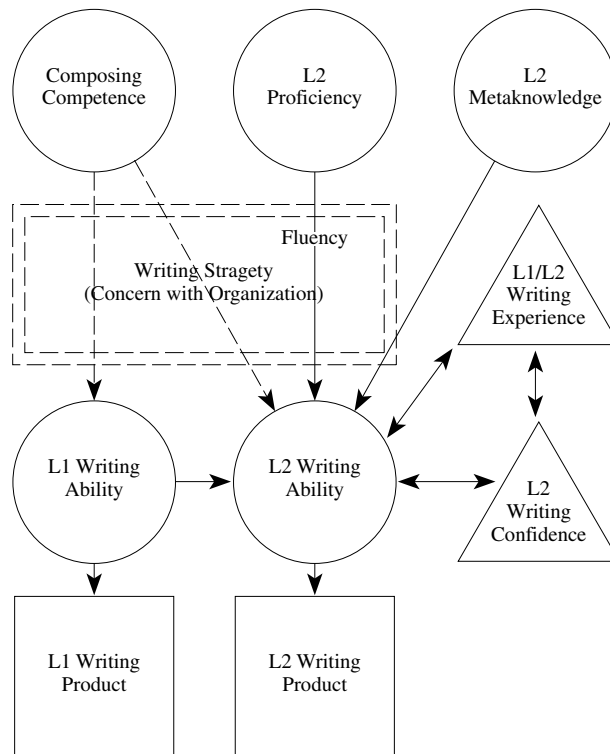 Composing
Competence
L2
Proficiency
L2
Metaknowledge
Fluency
Writing Stragety
(Concern with Organization)
L1/L2
Writing
Experience
L1 Writing
Ability
L2 Writing
Ability
L2
Writing
Confidence
L1 Writing
Product
L2 Writing
Product